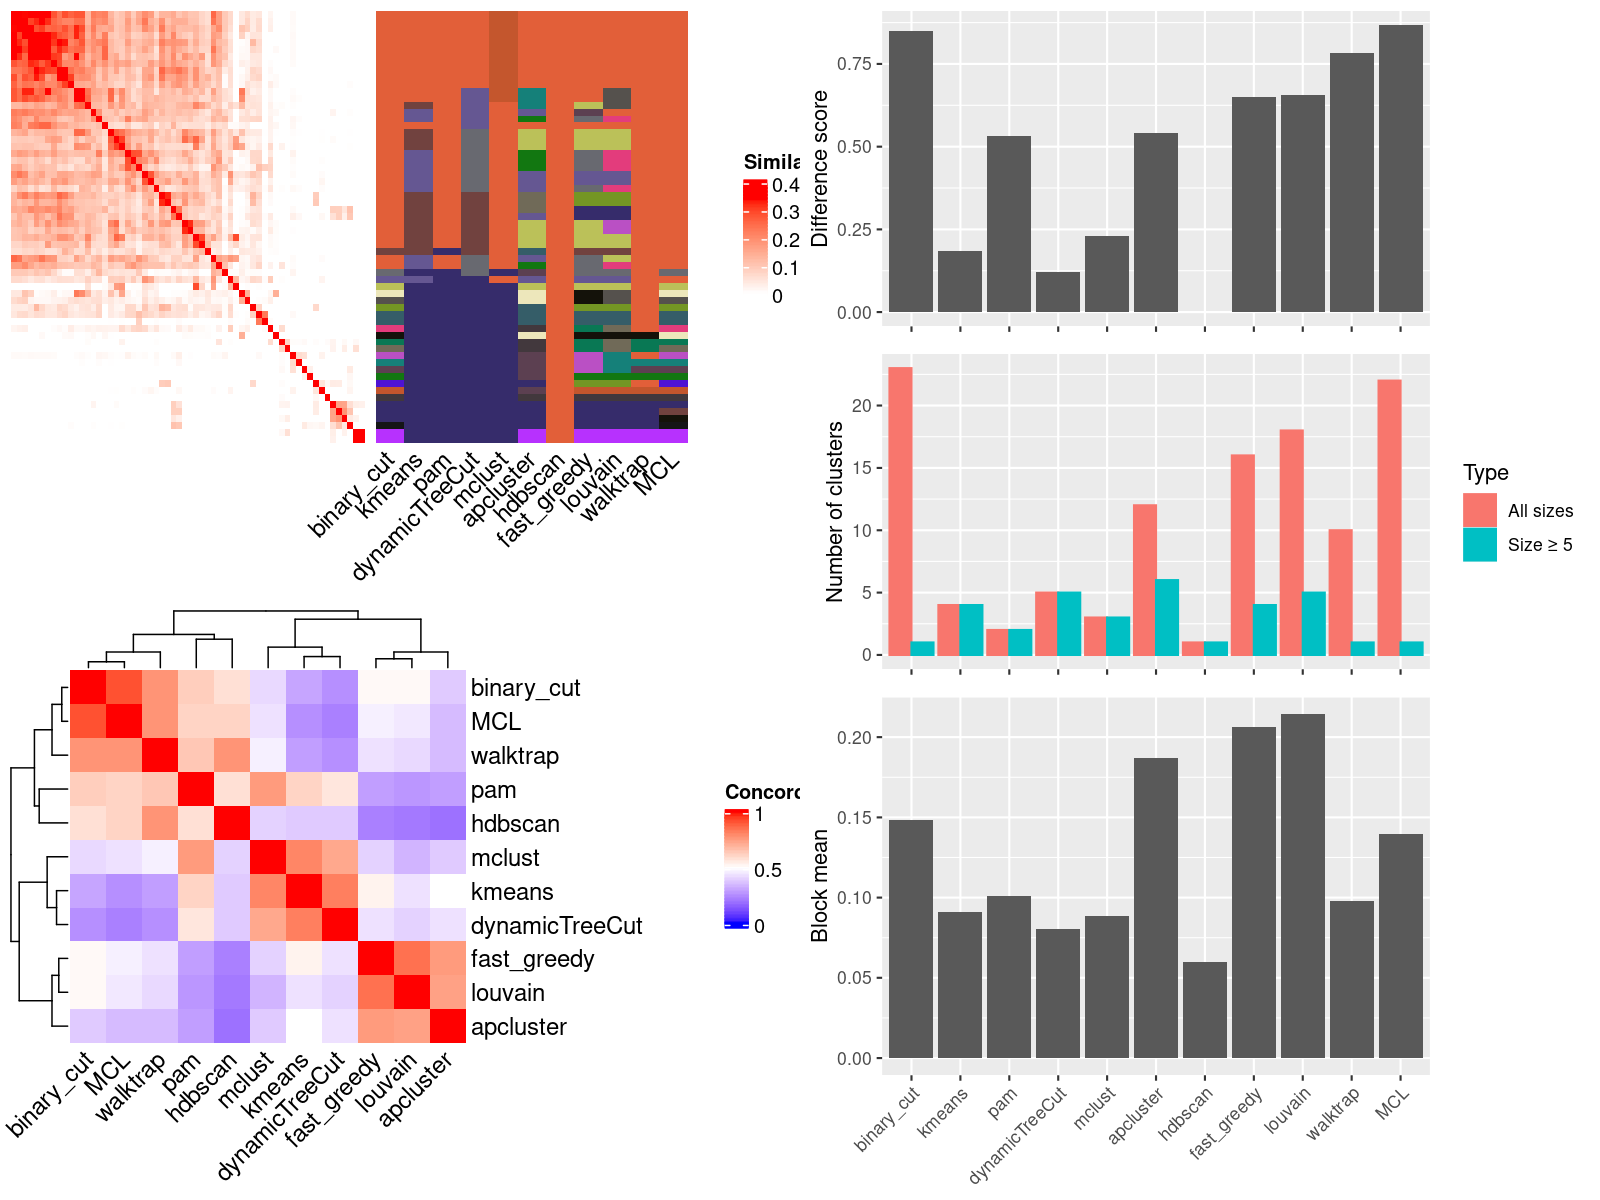 Simila
0.4
0.3
0.2
0.1
0
binary_cut
kmeans
pam
dynamicTreeCut
mclust
apcluster
hdbscan
fast_greedy
louvain
walktrap
MCL
Difference score
0.75
0.50
0.25
0.00
Number of clusters
20
15
10
5
0
Type
All sizes
Size ≥ 5
binary_cut
MCL
walktrap
pam
hdbscan
mclust
kmeans
dynamicTreeCut
fast_greedy
louvain
apcluster
binary_cut
MCL
walktrap
pam
hdbscan
mclust
kmeans
dynamicTreeCut
fast_greedy
louvain
apcluster
Concord
1
0.5
0
Block mean
0.20
0.15
0.10
0.05
0.00
binary_cut
kmeans
pam
dynamicTreeCut
mclust
apcluster
hdbscan
fast_greedy
louvain
walktrap
MCL